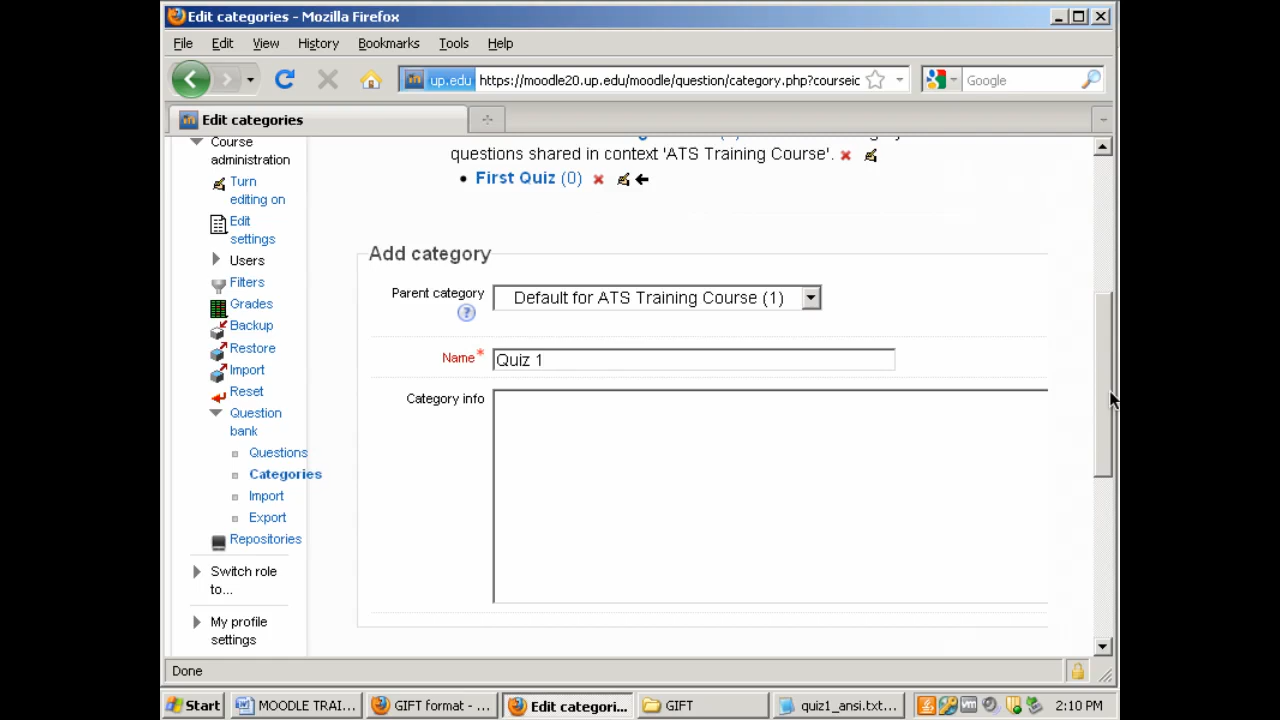 Edit categories - Mozilla Firefox
File Edit View History Bookmarks Tools Help
up.edu https://moodle20.up.edu/moodle/question/category.php?courseic Google
Edit categories
Course
administration
Turn
editing on
Edit
settings
Users
Filters
Grades
Backup
Restore
Import
Reset
Question
bank
Questions
Categories
Import
Export
Repositories
Switch role
to...
My profile
settings
questions shared in context 'ATS Training Course'.
First Quiz (0)
Add category
Parent category Default for ATS Training Course (1)
Name* Quiz 1
Category info
Done
Start MOODLE TRAI... GIFT format - ... Edit categori... GIFT quiz1_ansi.txt... 2:10 PM